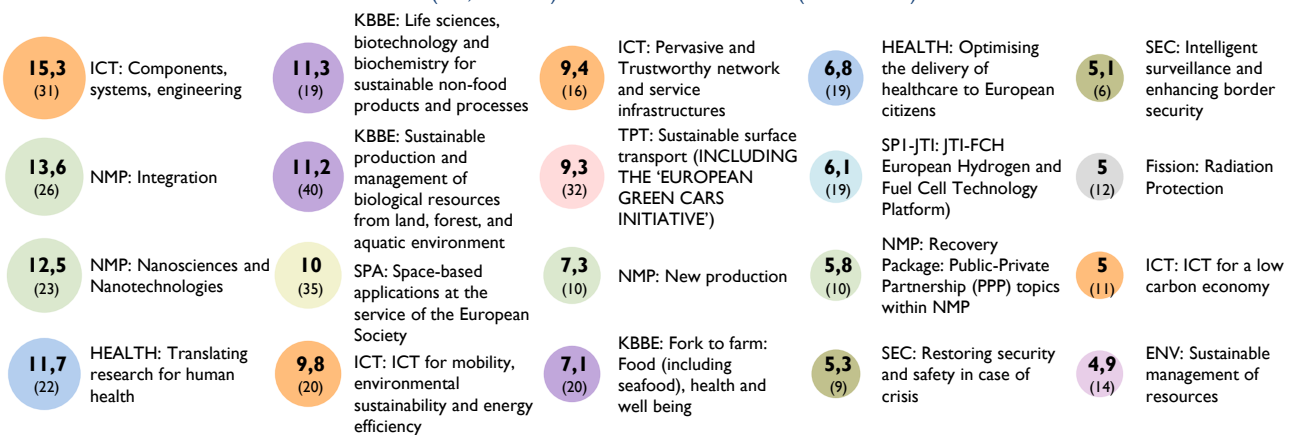 15,3
(31)
ICT: Components,
systems, engineering
13,6
(26)
NMP: Integration
12,5
(23)
NMP: Nanosciences and
Nanotechnologies
11,7
(22)
HEALTH: Translating
research for human
health
11,3
(19)
KBBE: Life sciences,
biotechnology and
biochemistry for
sustainable non-food
products and processes
11,2
(40)
KBBE: Sustainable
production and
management of
biological resources
from land, forest, and
aquatic environment
10
(35)
SPA: Space-based
applications at the
service of the European
Society
9,8
(20)
ICT: ICT for mobility,
environmental
sustainability and energy
efficiency
9,4
(16)
ICT: Pervasive and
Trustworthy network
and service
infrastructures
9,3
(32)
TPT: Sustainable surface
transport (INCLUDING
THE ‘EUROPEAN
GREEN CARS
INITIATIVE’)
7,3
(10)
NMP: New production
7,1
(20)
KBBE: Fork to farm:
Food (including
seafood), health and
well being
6,8
(19)
HEALTH: Optimising
the delivery of
healthcare to European
citizens
6,1
(19)
SP1-JTI: JTI-FCH
European Hydrogen and
Fuel Cell Technology
Platform)
5,8
(10)
NMP: Recovery
Package: Public-Private
Partnership (PPP) topics
within NMP
5,3
(9)
SEC: Restoring security
and safety in case of
crisis
5,1
(6)
SEC: Intelligent
surveillance and
enhancing border
security
5
(12)
Fission: Radiation
Protection
5
(11)
ICT: ICT for a low
carbon economy
4,9
(14)
ENV: Sustainable
management of
resources